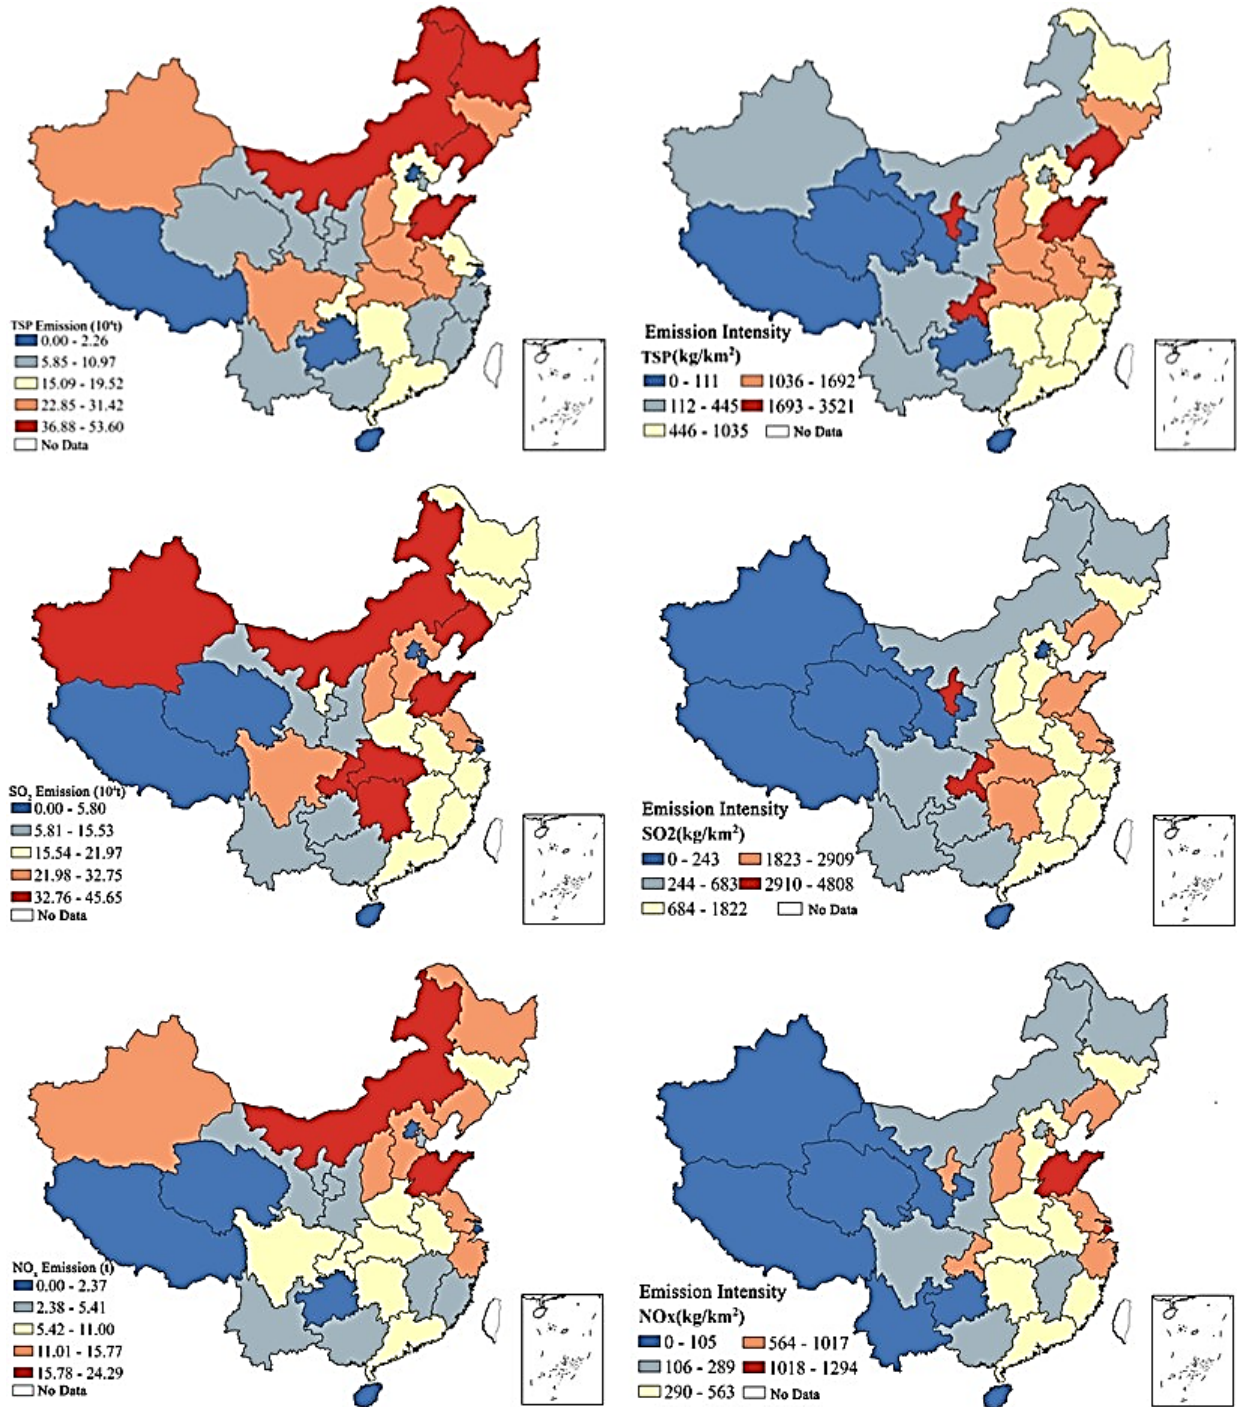 TSP Emission (10⁴t)
0.00 - 2.26
5.85 - 10.97
15.09 - 19.52
22.85 - 31.42
36.88 - 53.60
No Data
Emission Intensity
TSP(kg/km²)
0 - 111 1036 - 1692
112 - 445 1693 - 3521
446 - 1035 No Data
SO₂ Emission (10⁴t)
0.00 - 5.80
5.81 - 15.53
15.54 - 21.97
21.98 - 32.75
32.76 - 45.65
No Data
Emission Intensity
SO2(kg/km²)
0 - 243 1823 - 2909
244 - 683 2910 - 4808
684 - 1822 No Data
NOₓ Emission (t)
0.00 - 2.37
2.38 - 5.41
5.42 - 11.00
11.01 - 15.77
15.78 - 24.29
No Data
Emission Intensity
NOx(kg/km²)
0 - 105 564 - 1017
106 - 289 1018 - 1294
290 - 563 No Data